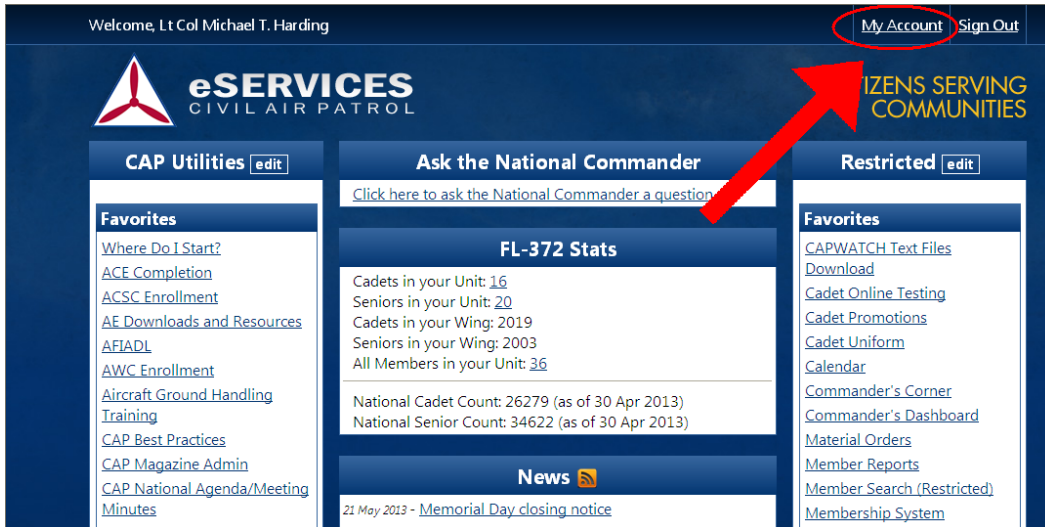 Welcome, Lt Col Michael T. Harding
My Account
Sign Out
eSERVICES
CIVIL AIR PATROL
IZENS SERVING
COMMUNITIES
CAP Utilities edit
Favorites
Where Do I Start?
ACE Completion
ACSC Enrollment
AE Downloads and Resources
AFIADL
AWC Enrollment
Aircraft Ground Handling
Training
CAP Best Practices
CAP Magazine Admin
CAP National Agenda/Meeting
Minutes
Ask the National Commander
Click here to ask the National Commander a question
FL-372 Stats
Cadets in your Unit: 16
Seniors in your Unit: 20
Cadets in your Wing: 2019
Seniors in your Wing: 2003
All Members in your Unit: 36
National Cadet Count: 26279 (as of 30 Apr 2013)
National Senior Count: 34622 (as of 30 Apr 2013)
News
21 May 2013 - Memorial Day closing notice
Restricted edit
Favorites
CAPWATCH Text Files
Download
Cadet Online Testing
Cadet Promotions
Cadet Uniform
Calendar
Commander's Corner
Commander's Dashboard
Material Orders
Member Reports
Member Search (Restricted)
Membership System